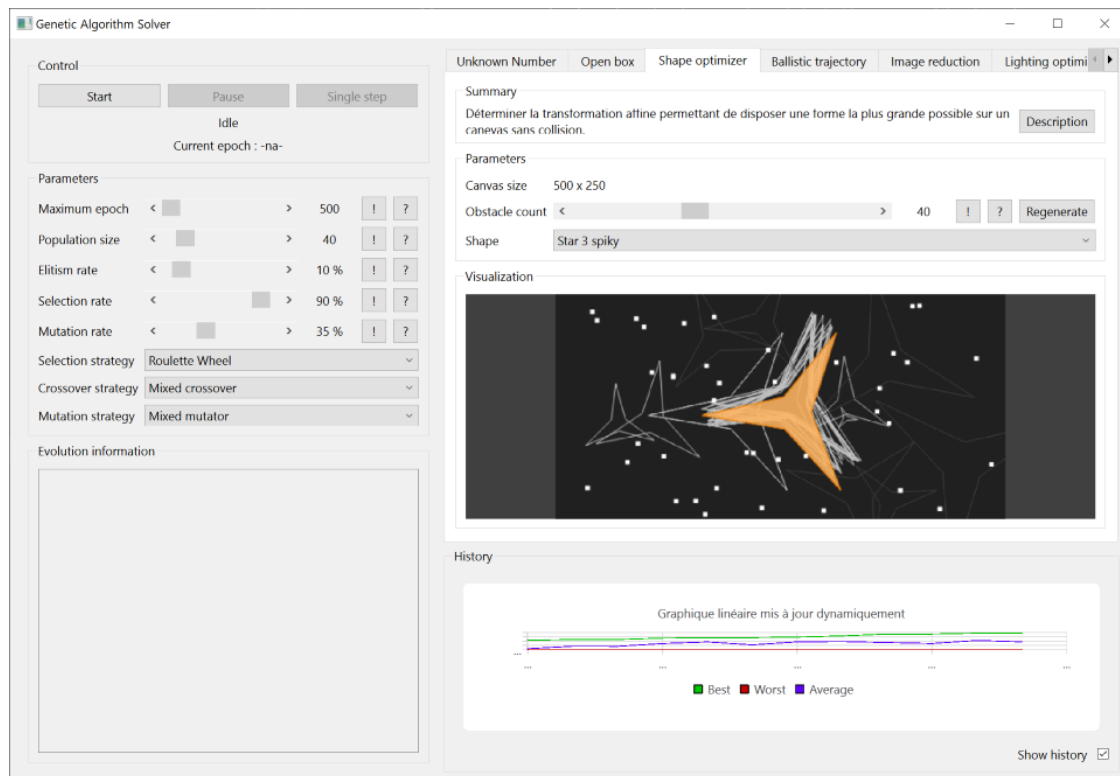 Genetic Algorithm Solver
Control
Start Pause Single step
Idle
Current epoch : -na-
Parameters
Maximum epoch < > 500 ! ?
Population size < > 40 ! ?
Elitism rate < > 10 % ! ?
Selection rate < > 90 % ! ?
Mutation rate < > 35 % ! ?
Selection strategy Roulette Wheel
Crossover strategy Mixed crossover
Mutation strategy Mixed mutator
Evolution information
Unknown Number Open box Shape optimizer Ballistic trajectory Image reduction Lighting optimi
Summary
Déterminer la transformation affine permettant de disposer une forme la plus grande possible sur un
canevas sans collision.
Description
Parameters
Canvas size 500 x 250
Obstacle count < > 40 ! ? Regenerate
Shape Star 3 spiky
Visualization
History
Graphique linéaire mis à jour dynamiquement
...
... ... ... ... ...
Best Worst Average
Show history